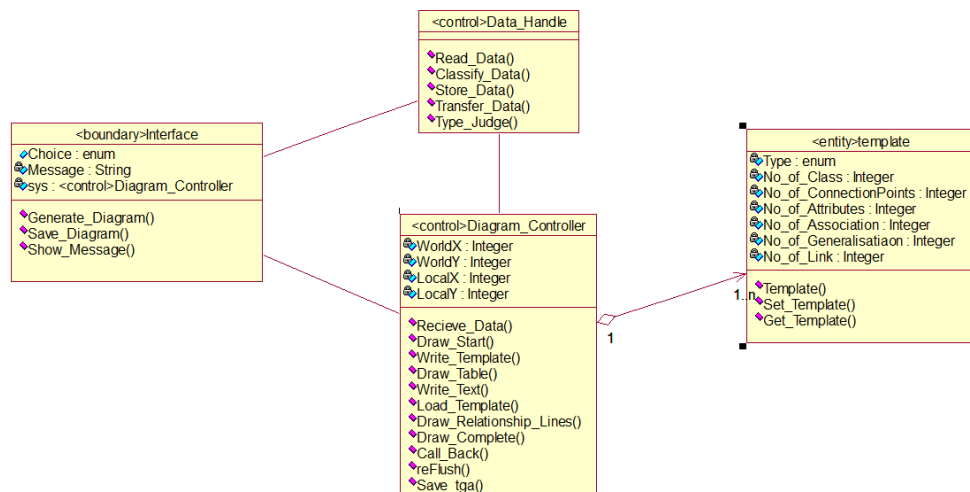 <control>Data_Handle
Read_Data()
Classify_Data()
Store_Data()
Transfer_Data()
Type_Judge()
<boundary>Interface
Choice : enum
Message : String
sys : <control>Diagram_Controller
Generate_Diagram()
Save_Diagram()
Show_Message()
<control>Diagram_Controller
WorldX : Integer
WorldY : Integer
LocalX : Integer
LocalY : Integer
Recieve_Data()
Draw_Start()
Write_Template()
Draw_Table()
Write_Text()
Load_Template()
Draw_Relationship_Lines()
Draw_Complete()
Call_Back()
reFlush()
Save_tga()
1
1..n
<entity>template
Type : enum
No_of_Class : Integer
No_of_ConnectionPoints : Integer
No_of_Attributes : Integer
No_of_Association : Integer
No_of_Generalisatiaon : Integer
No_of_Link : Integer
Template()
Set_Template()
Get_Template()